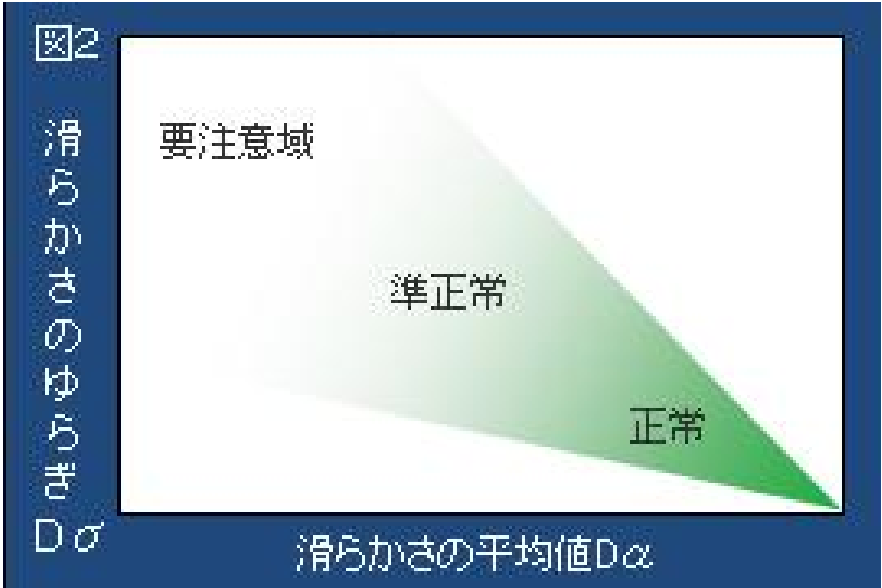 図2
滑らかさのゆらぎDσ
要注意域
準正常
正常
滑らかさの平均値Dα